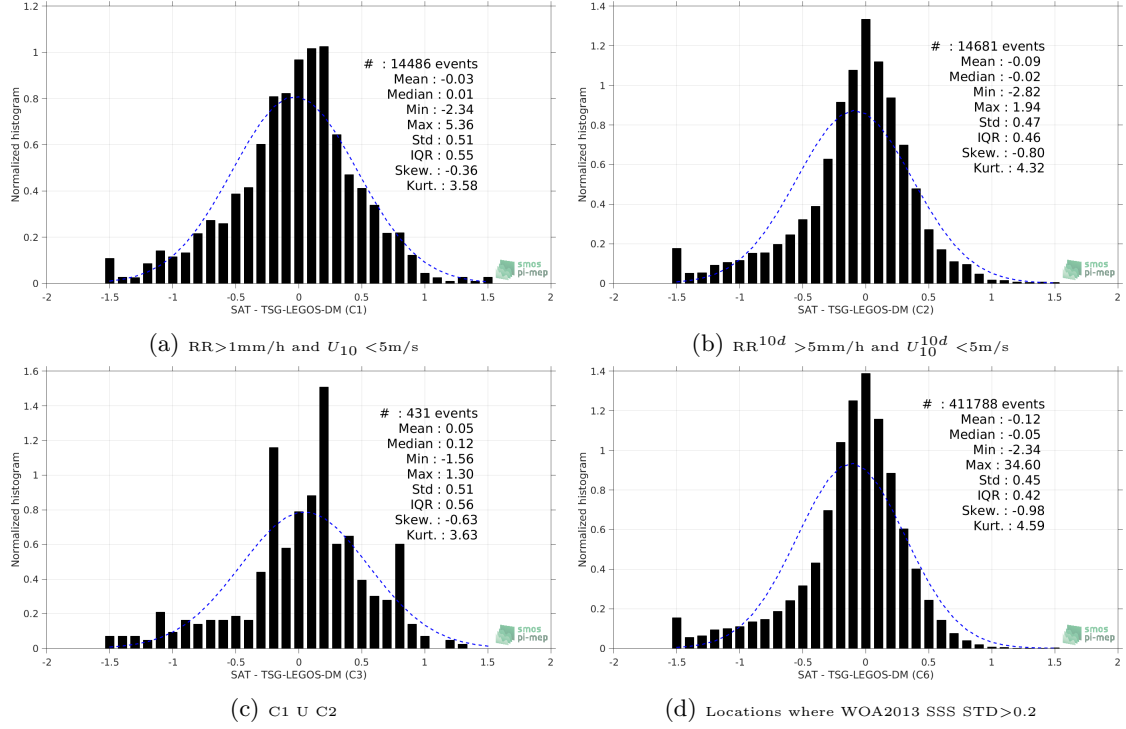 1.2
1
0.8
0.6
0.4
0.2
0
Normalized histogram
# : 14486 events
Mean : -0.03
Median : 0.01
Min : -2.34
Max : 5.36
Std : 0.51
IQR : 0.55
Skew. : -0.36
Kurt. : 3.58
smos
pi-mep
-2 -1.5 -1 -0.5 0 0.5 1 1.5 2
SAT - TSG-LEGOS-DM (C1)
(a) RR>1mm/h and U10 <5m/s
1.4
1.2
1
0.8
0.6
0.4
0.2
0
Normalized histogram
# : 14681 events
Mean : -0.09
Median : -0.02
Min : -2.82
Max : 1.94
Std : 0.47
IQR : 0.46
Skew. : -0.80
Kurt. : 4.32
smos
pi-mep
-2 -1.5 -1 -0.5 0 0.5 1 1.5 2
SAT - TSG-LEGOS-DM (C2)
(b) RR^10d >5mm/h and U_10^10d <5m/s
1.6
1.4
1.2
1
0.8
0.6
0.4
0.2
0
Normalized histogram
# : 431 events
Mean : 0.05
Median : 0.12
Min : -1.56
Max : 1.30
Std : 0.51
IQR : 0.56
Skew. : -0.63
Kurt. : 3.63
smos
pi-mep
-2 -1.5 -1 -0.5 0 0.5 1 1.5 2
SAT - TSG-LEGOS-DM (C3)
(c) C1 U C2
1.4
1.2
1
0.8
0.6
0.4
0.2
0
Normalized histogram
# : 411788 events
Mean : -0.12
Median : -0.05
Min : -2.34
Max : 34.60
Std : 0.45
IQR : 0.42
Skew. : -0.98
Kurt. : 4.59
smos
pi-mep
-2 -1.5 -1 -0.5 0 0.5 1 1.5 2
SAT - TSG-LEGOS-DM (C6)
(d) Locations where WOA2013 SSS STD>0.2